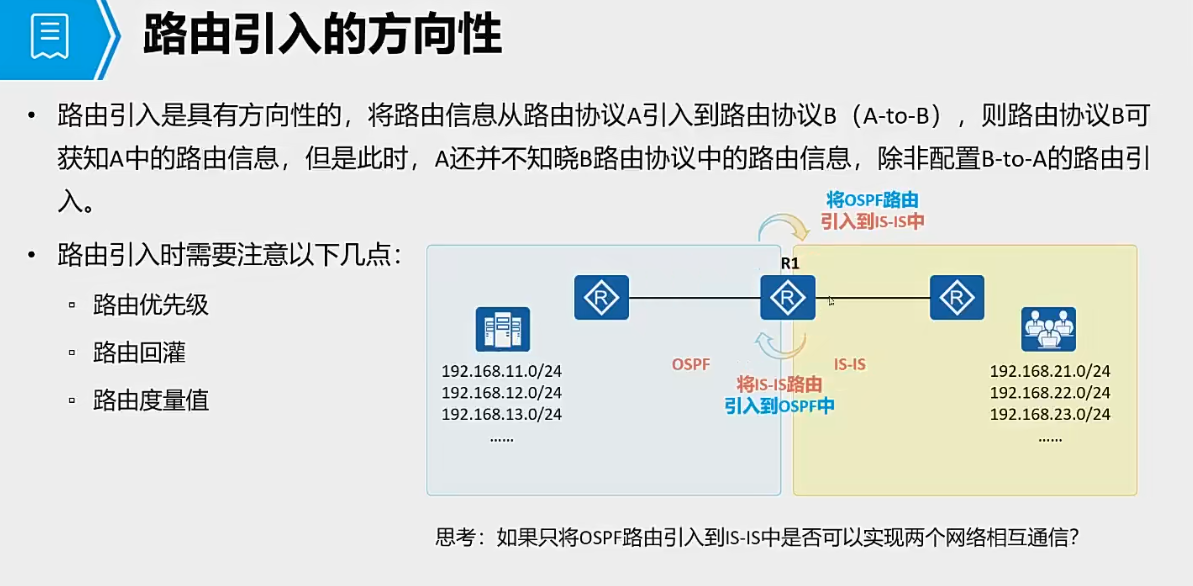 路由引入的方向性
• 路由引入是具有方向性的，将路由信息从路由协议A引入到路由协议B（A-to-B），则路由协议B可
获知A中的路由信息，但是此时，A还并不知晓B路由协议中的路由信息，除非配置B-to-A的路由引
入。
• 路由引入时需要注意以下几点：
▫ 路由优先级
▫ 路由回灌
▫ 路由度量值
将OSPF路由
引入到IS-IS中
R1
R
R
R
OSPF
IS-IS
将IS-IS路由
引入到OSPF中
192.168.11.0/24
192.168.12.0/24
192.168.13.0/24
......
192.168.21.0/24
192.168.22.0/24
192.168.23.0/24
......
思考：如果只将OSPF路由引入到IS-IS中是否可以实现两个网络相互通信？